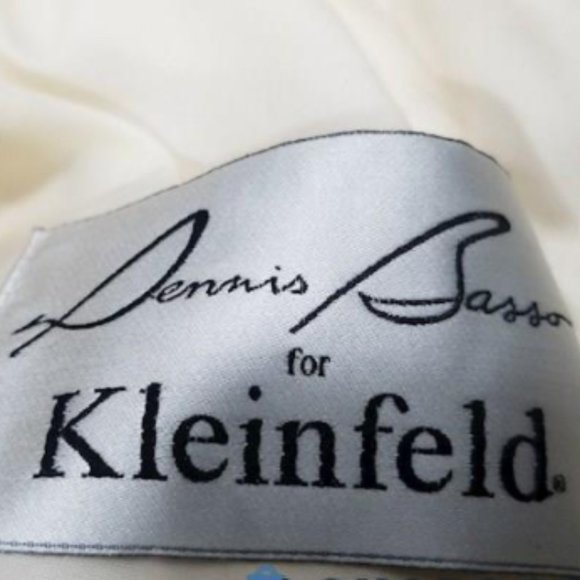 Dennis Basso
for
Kleinfeld®